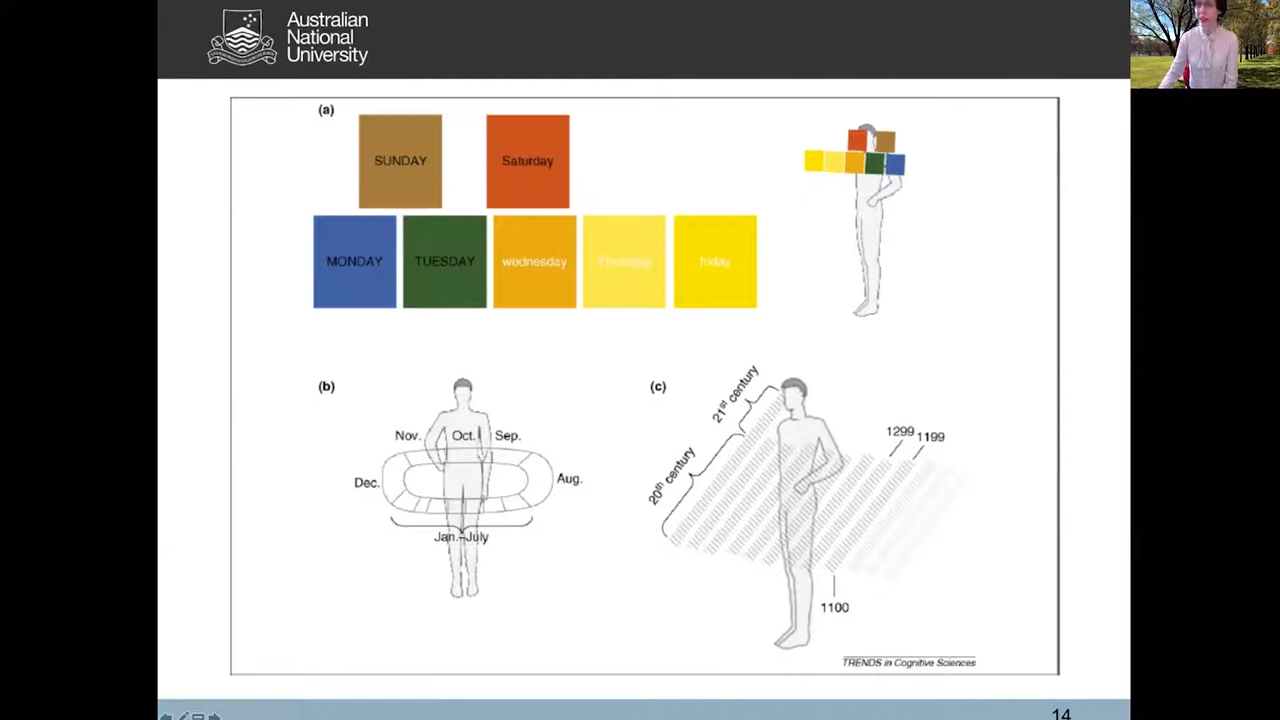 Australian
National
University
(a)
SUNDAY
Saturday
MONDAY
TUESDAY
wednesday
Thursday
friday
(b)
Nov.
Oct.
Sep.
Dec.
Aug.
Jan.–July
(c)
21st century
20th century
1299
1199
1100
TRENDS in Cognitive Sciences
14